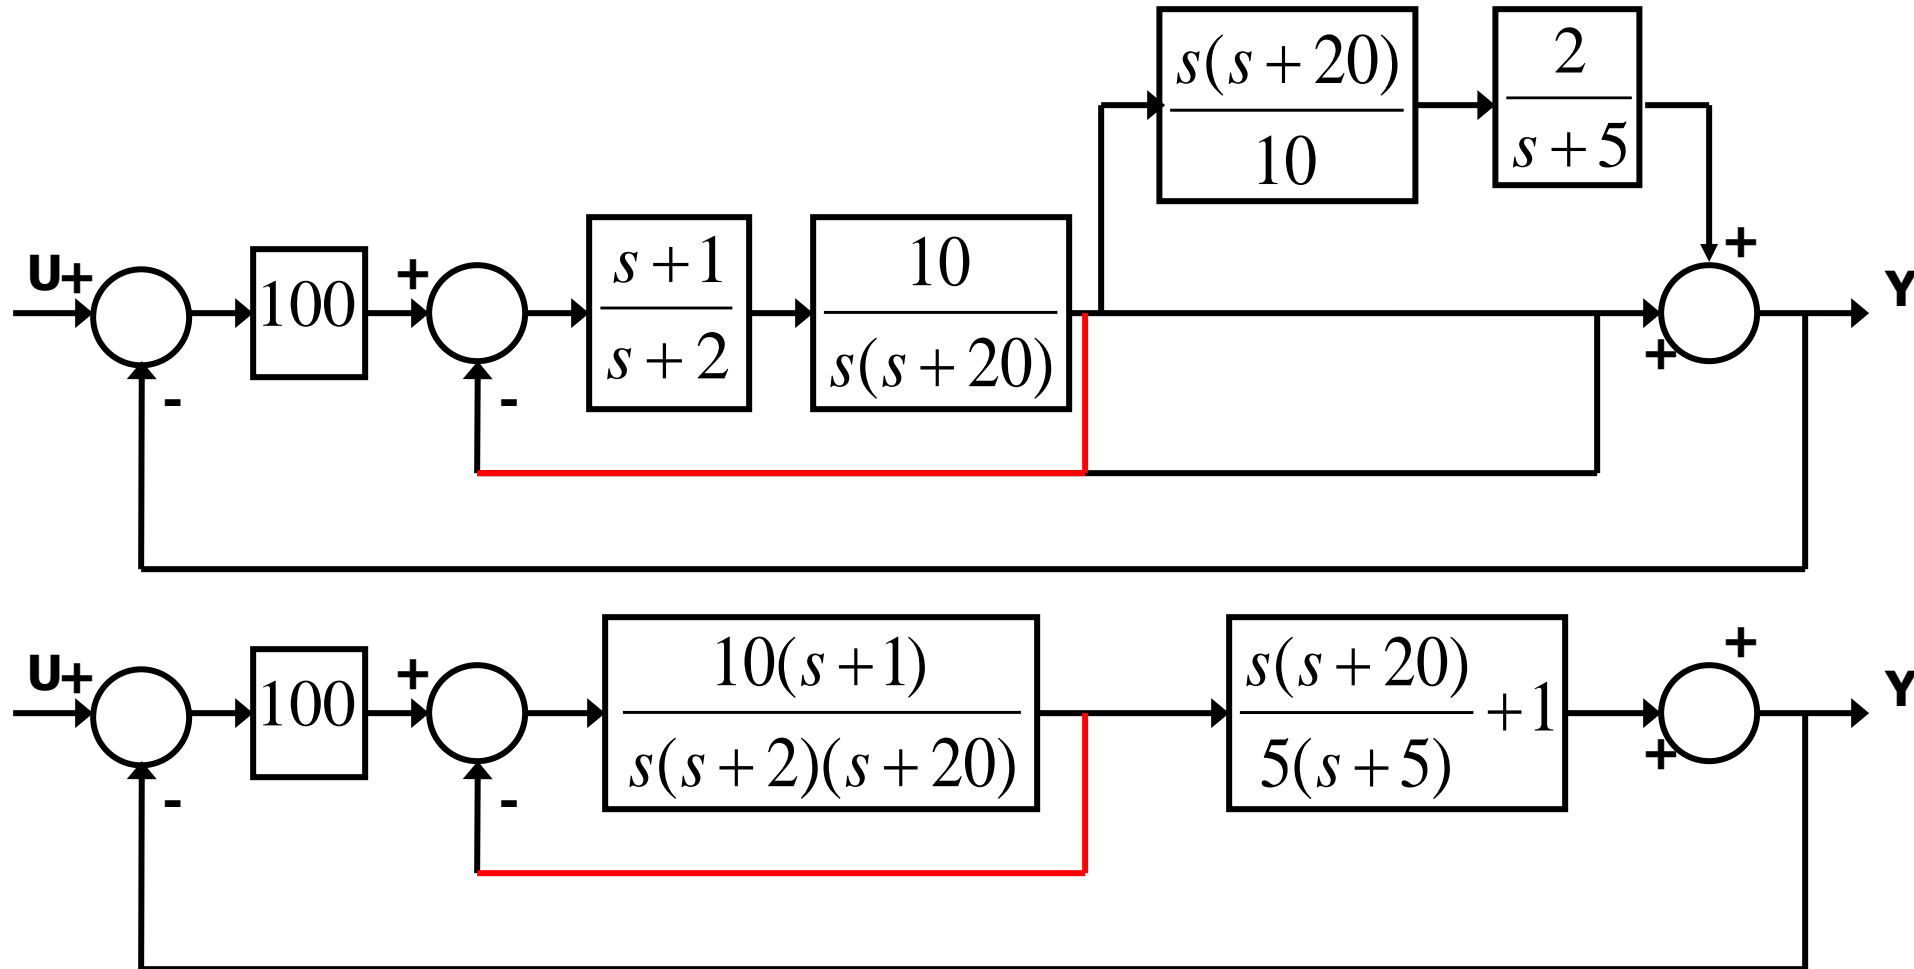 s(s + 20)
10
2
s + 5
U
+
100
+
s + 1
s + 2
10
s(s + 20)
+
+
Y
-
-
U
+
100
+
10(s + 1)
s(s + 2)(s + 20)
s(s + 20)
5(s + 5)
+ 1
+
+
Y
-
-